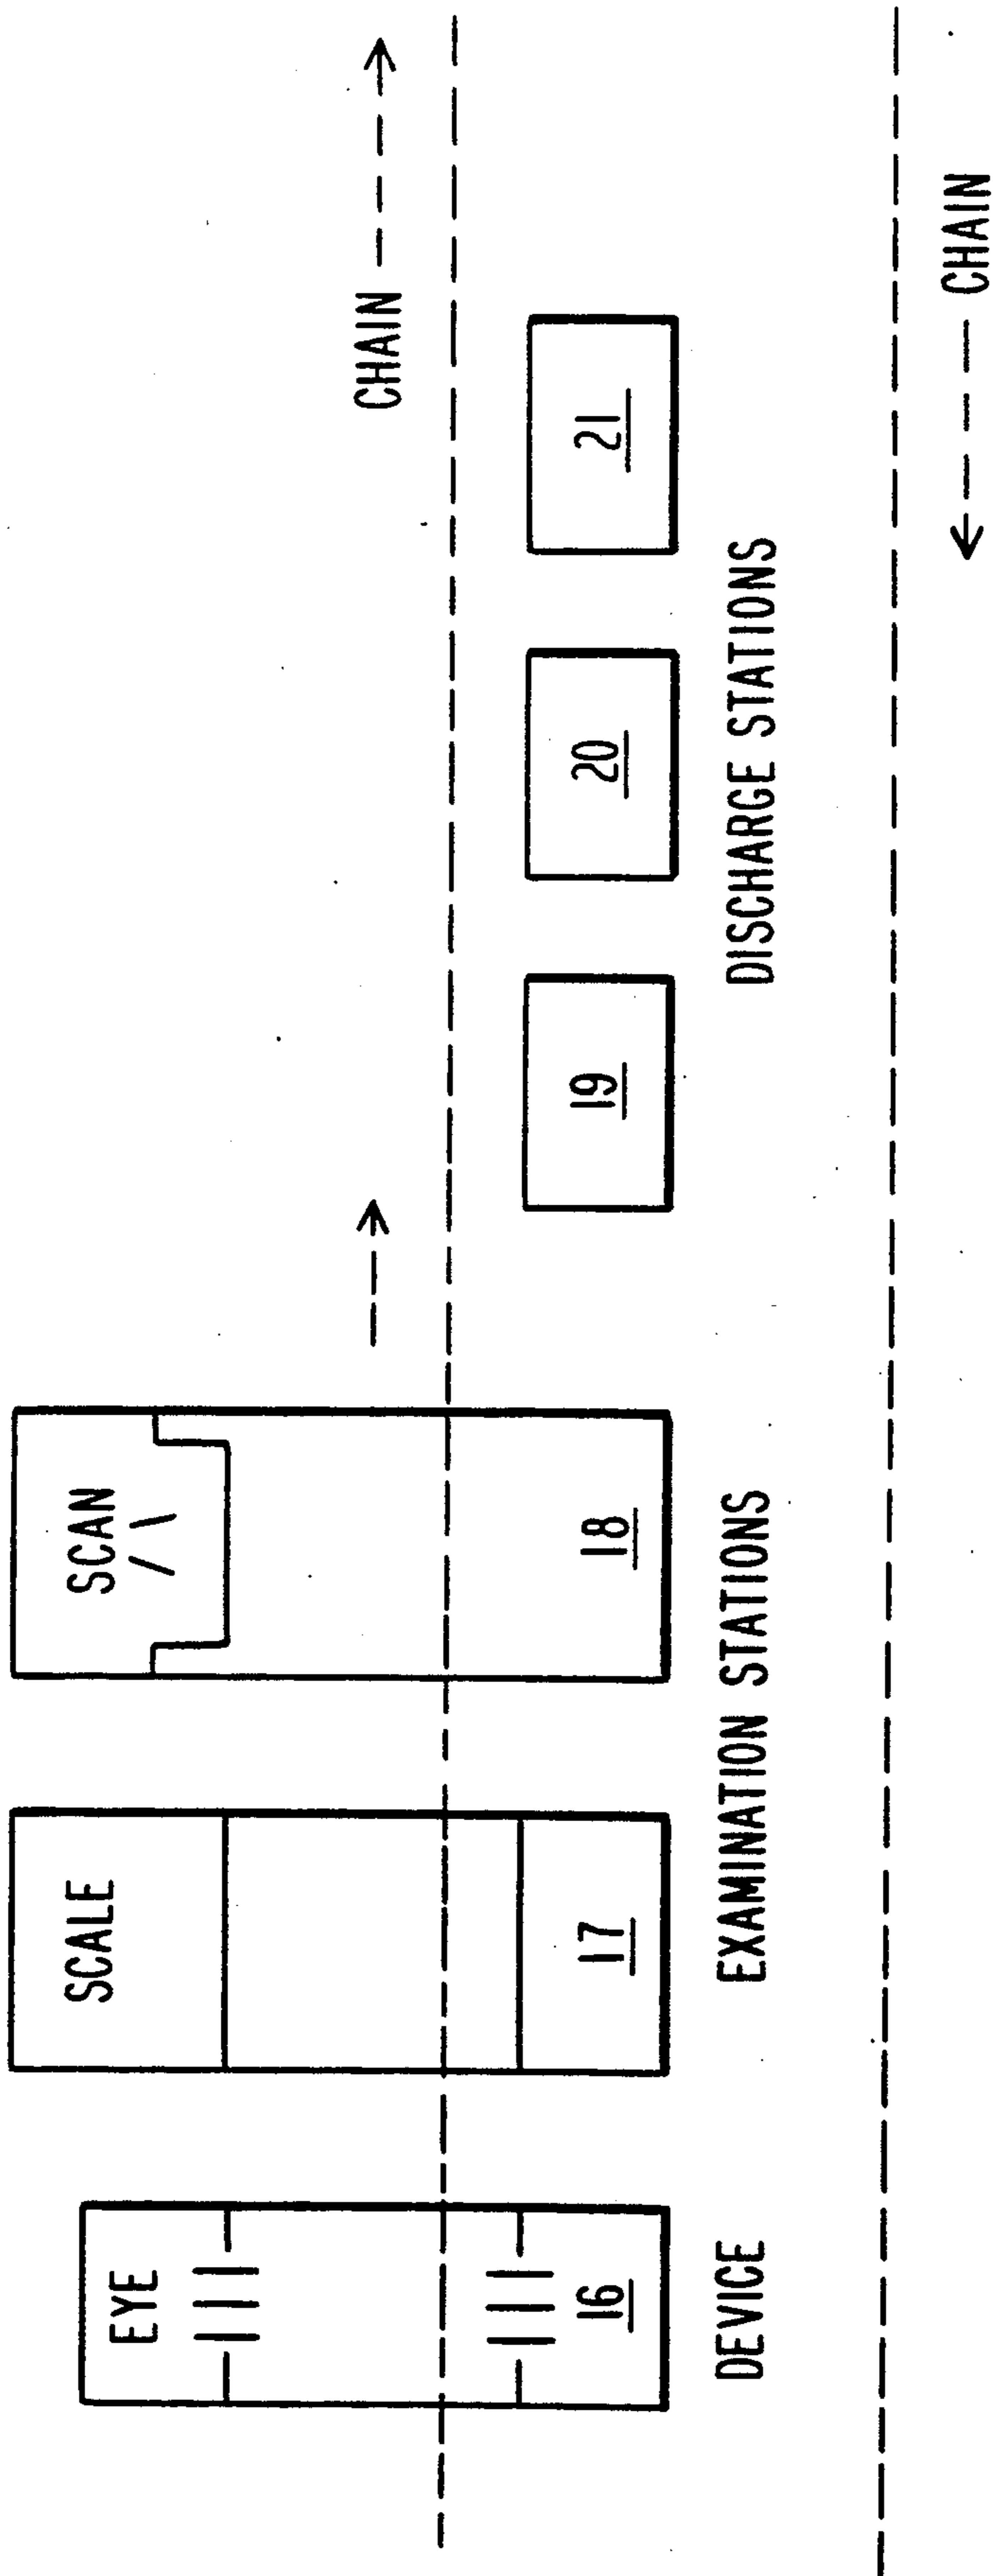 EYE
16
DEVICE
SCALE
17
SCAN
18
EXAMINATION STATIONS
19
20
21
DISCHARGE STATIONS
CHAIN
CHAIN